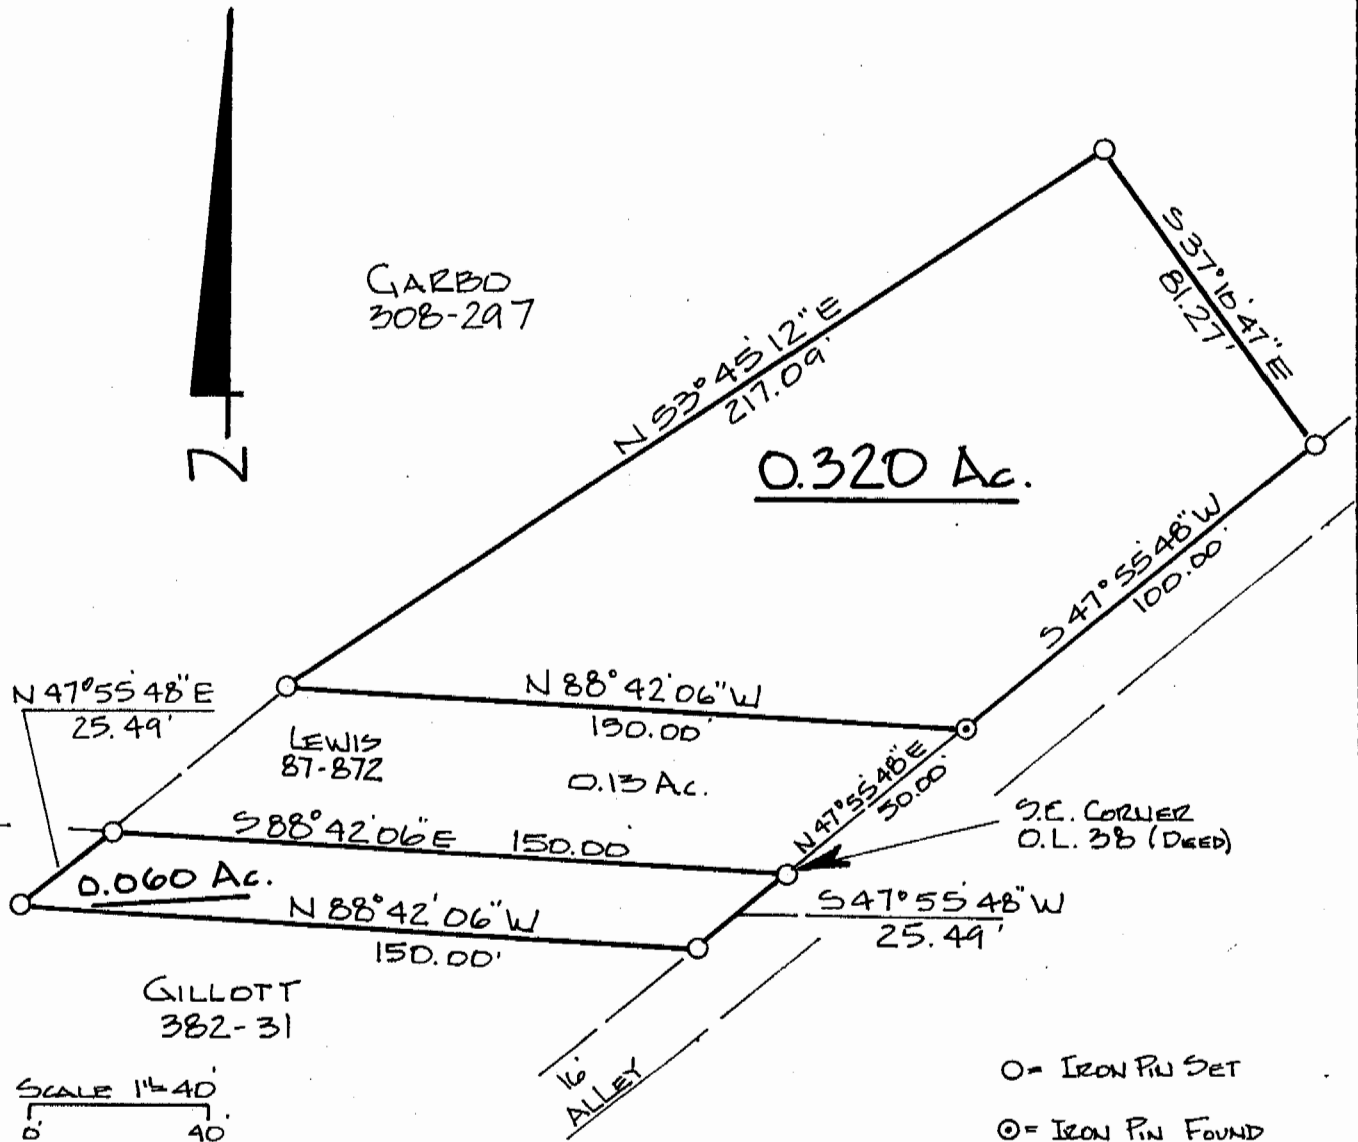 GARBO
308-297
N
N 53° 45' 12" E
217.09'
S 37° 16' 47" E
81.27'
0.320 Ac.
S 47° 55' 48" W
100.00'
N 47° 55' 48" E
25.49'
N 88° 42' 06" W
150.00'
LEWIS
87-872
0.13 Ac.
N 47° 55' 48" E
50.00'
S 88° 42' 06" E 150.00'
S.E. CORNER
O.L. 38 (DEED)
0.060 Ac.
N 88° 42' 06" W
150.00'
S 47° 55' 48" W
25.49'
GILLOTT
382-31
16'
ALLEY
SCALE 1"=40'
0' 40'
O= IRON PIN SET
⊙= IRON PIN FOUND